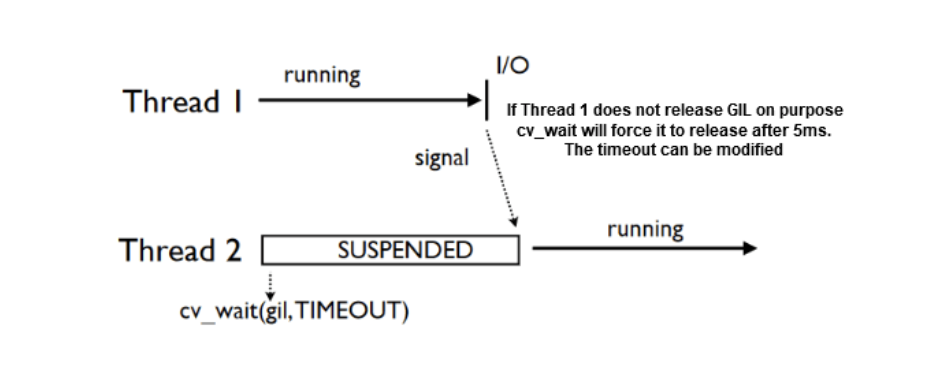 I/O
running
Thread 1
If Thread 1 does not release GIL on purpose
cv_wait will force it to release after 5ms.
The timeout can be modified
signal
running
Thread 2
SUSPENDED
cv_wait(gil,TIMEOUT)